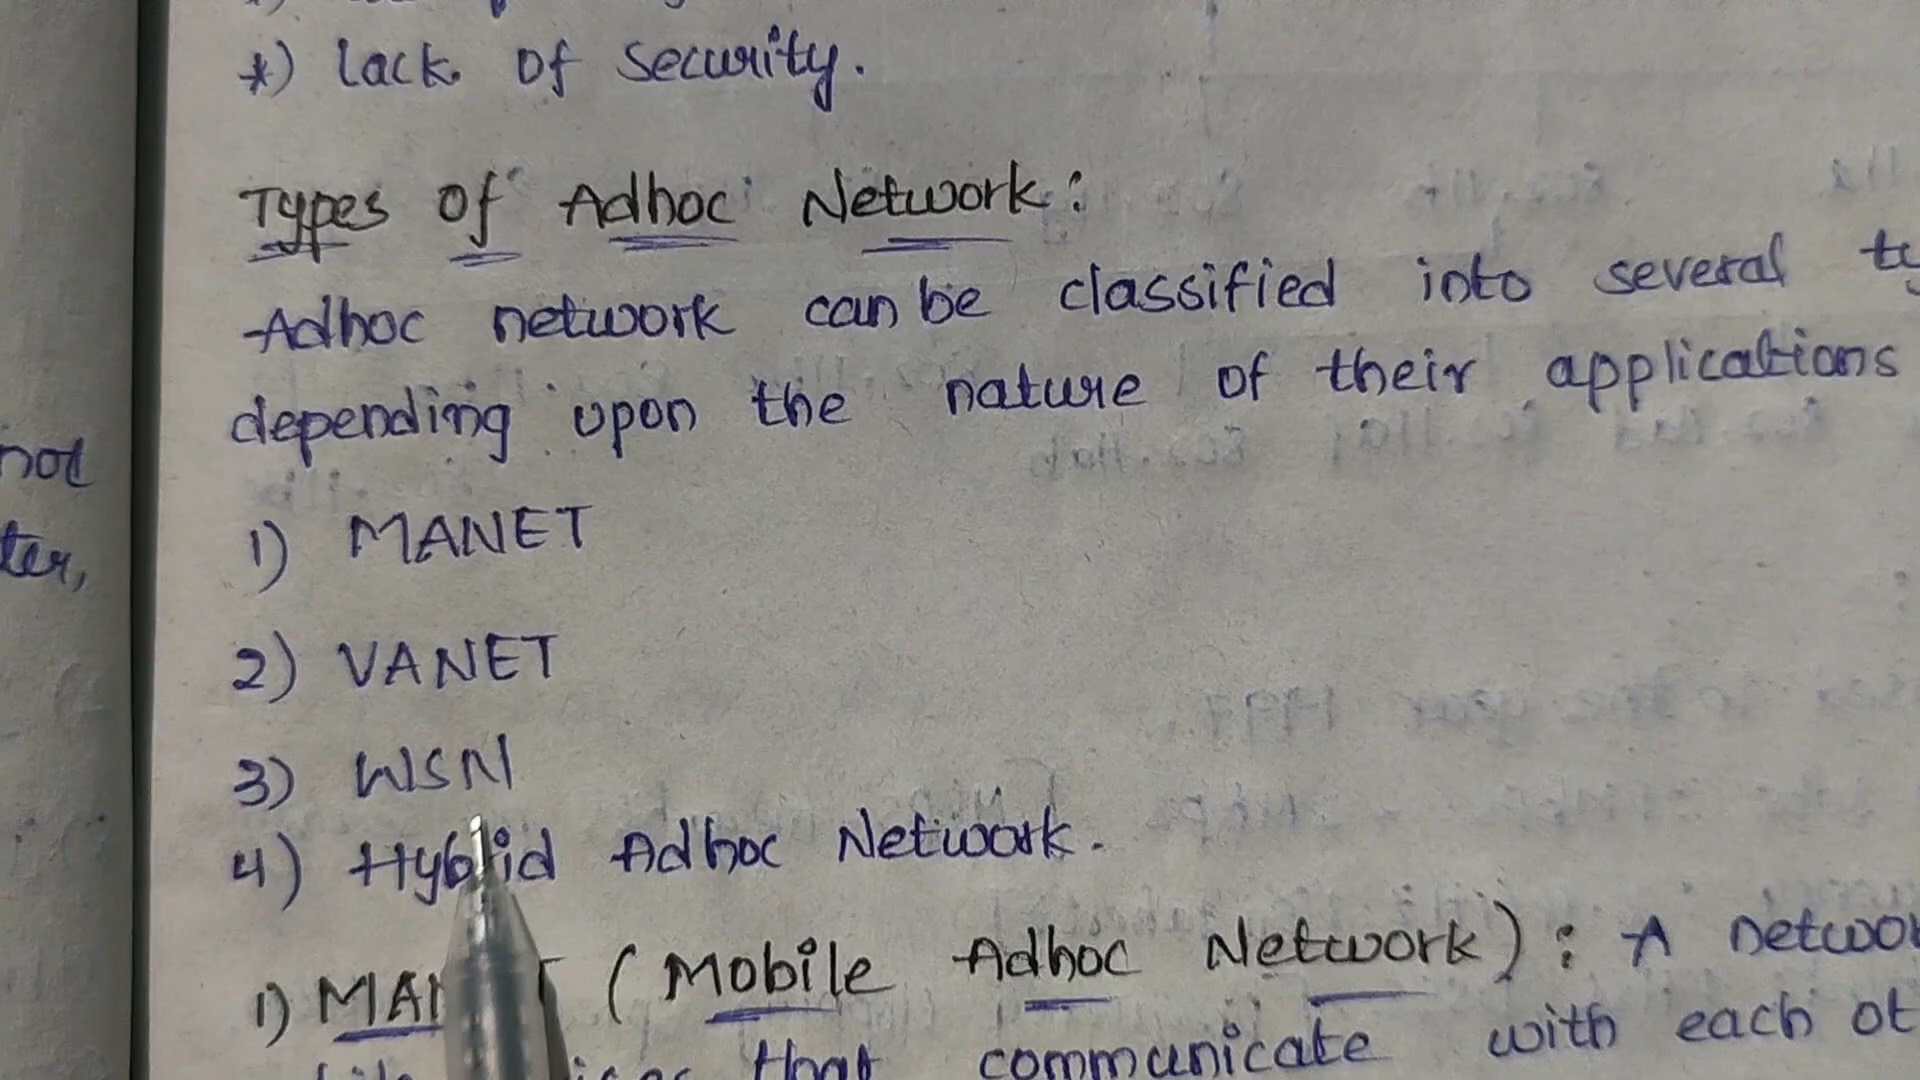 *) Lack of security.
Types of Adhoc Network:
Adhoc network can be classified into several
depending upon the nature of their applications
not
ter,
1) MANET
2) VANET
3) WSN
4) Hybrid Adhoc Network.
1) (Mobile Adhoc Network): A
that communicate with each